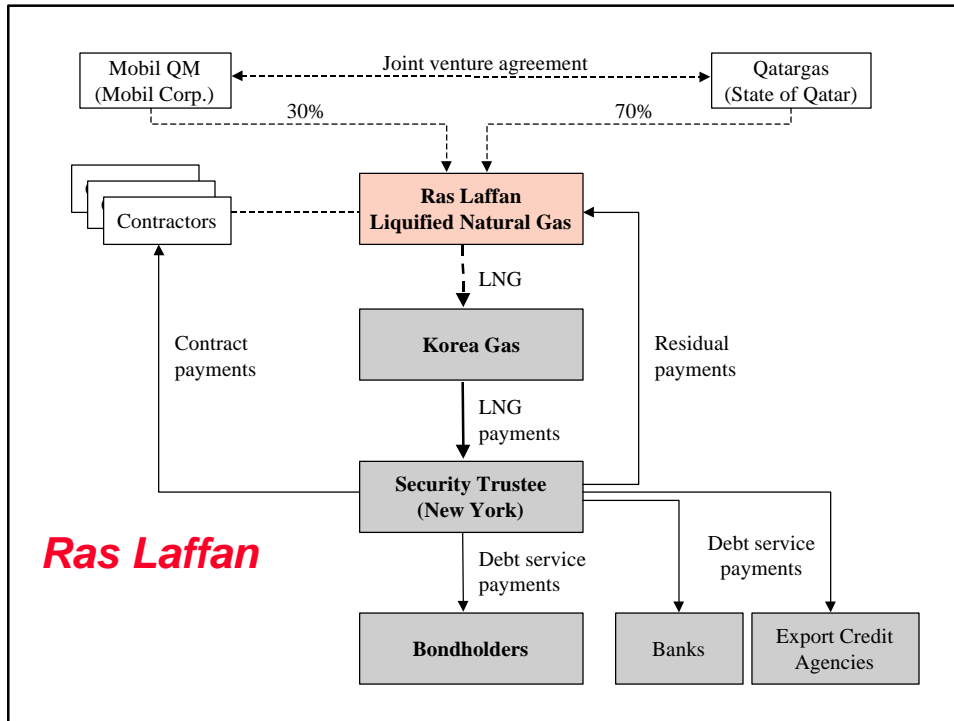 Mobil QM
(Mobil Corp.)
Joint venture agreement
Qatargas
(State of Qatar)
30%
70%
Contractors
Ras Laffan
Liquified Natural Gas
LNG
Korea Gas
Contract
payments
Residual
payments
LNG
payments
Security Trustee
(New York)
Ras Laffan
Debt service
payments
Debt service
payments
Bondholders
Banks
Export Credit
Agencies